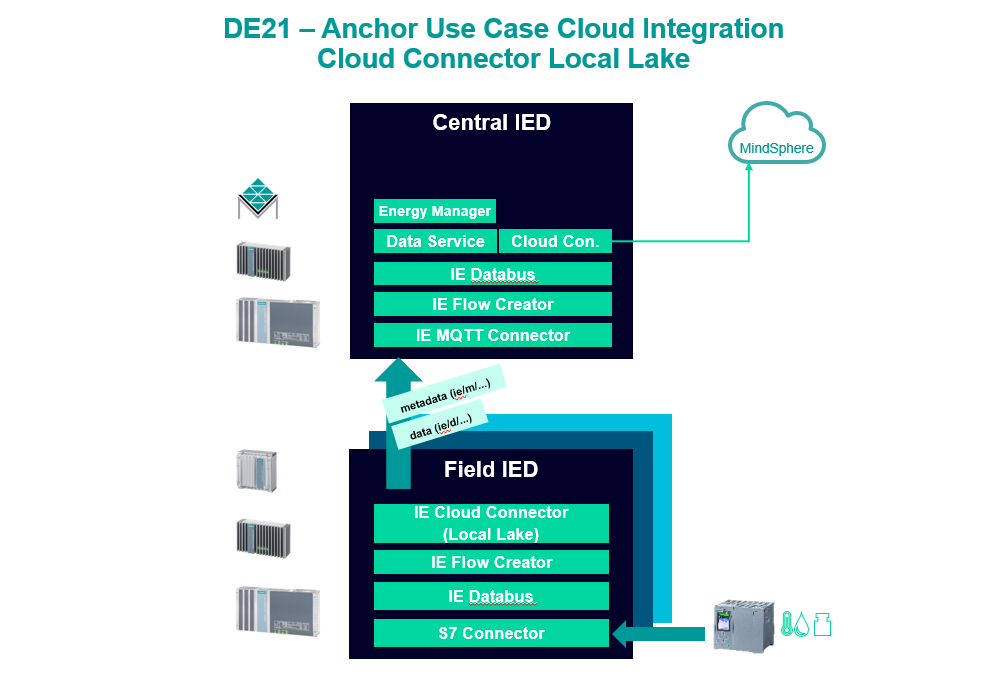 DE21 – Anchor Use Case Cloud Integration
Cloud Connector Local Lake
Central IED
MindSphere
Energy Manager
Data Service
Cloud Con.
IE Databus
IE Flow Creator
IE MQTT Connector
metadata (ie/m/...)
data (ie/d/...)
Field IED
IE Cloud Connector
(Local Lake)
IE Flow Creator
IE Databus
S7 Connector